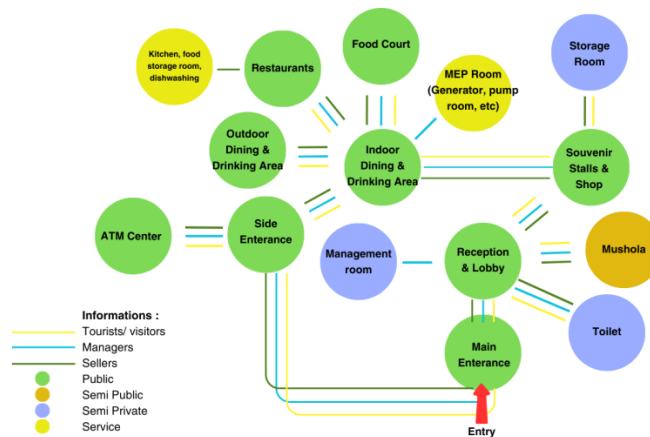 Food Court
Storage
Room
Kitchen, food
storage room,
dishwashing
Restaurants
MEP Room
(Generator, pump
room, etc)
Outdoor
Dining &
Drinking Area
Indoor
Dining &
Drinking Area
Souvenir
Stalls &
Shop
ATM Center
Side
Enterance
Management
room
Reception
& Lobby
Mushola
Toilet
Main
Enterance
Entry
Informations :
Tourists/ visitors
Managers
Sellers
Public
Semi Public
Semi Private
Service